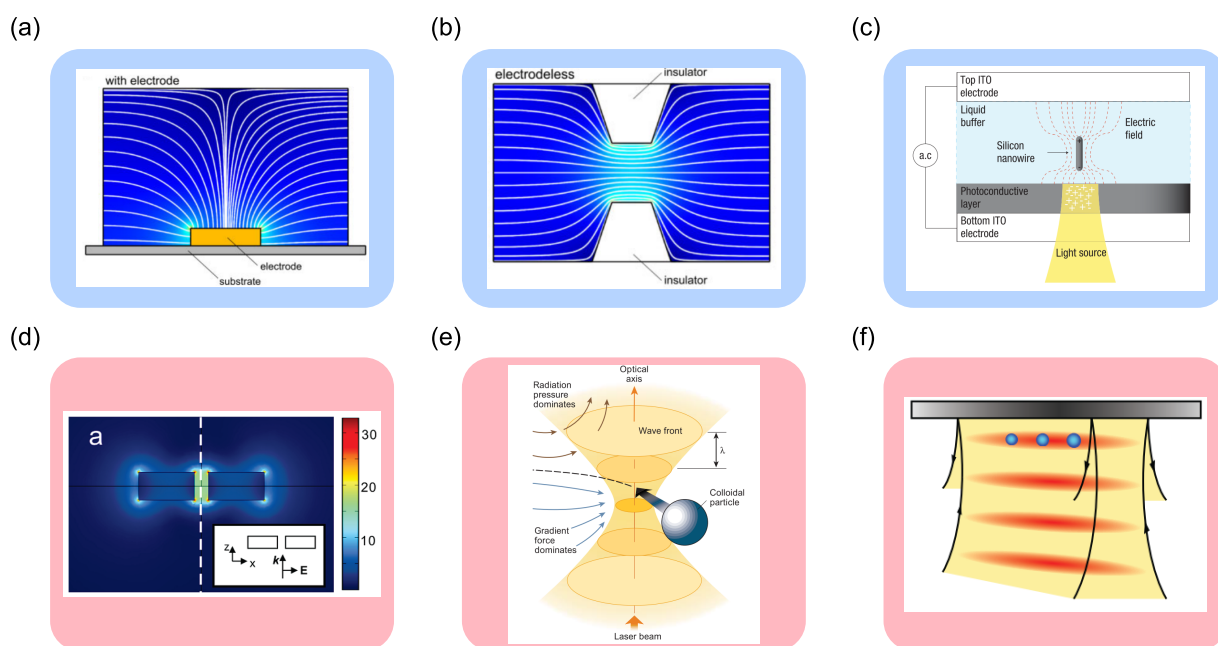 (a)
with electrode
electrode
substrate
(b)
electrodeless
insulator
insulator
(c)
Top ITO
electrode
Liquid
buffer
Electric
field
Silicon
nanowire
a.c
Photoconductive
layer
Bottom ITO
electrode
Light source
(d)
a
30
20
10
z
x
k
E
(e)
Optical
axis
Radiation
pressure
dominates
Wave front
λ
Colloidal
particle
Gradient
force
dominates
Laser beam
(f)